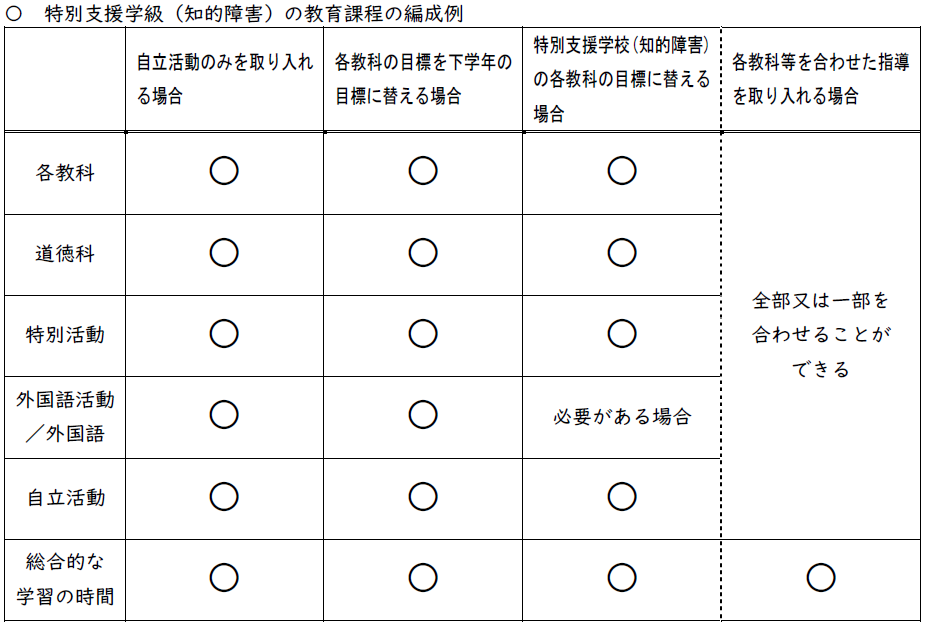 ○　特別支援学級（知的障害）の教育課程の編成例
自立活動のみを取り入れ
る場合
各教科の目標を下学年の
目標に替える場合
特別支援学校(知的障害)
の各教科の目標に替える
場合
各教科等を合わせた指導
を取り入れる場合
各教科
○
○
○
道徳科
○
○
○
特別活動
○
○
○
全部又は一部を
合わせることが
できる
外国語活動
／外国語
○
○
必要がある場合
自立活動
○
○
○
総合的な
学習の時間
○
○
○
○